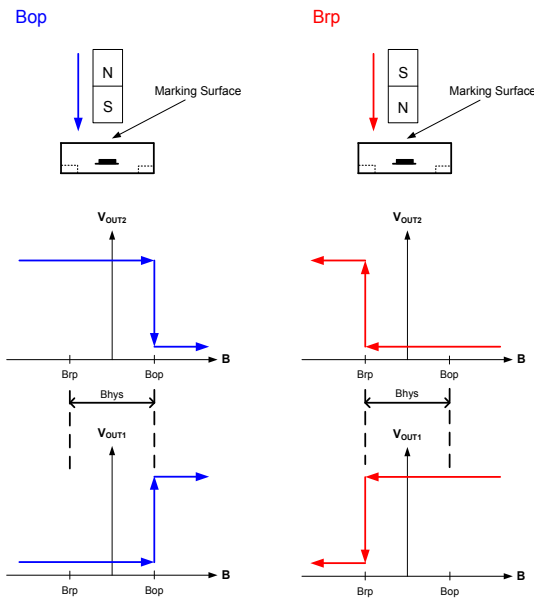 Bop
Brp
N
S
Marking Surface
S
N
Marking Surface
VOUT2
VOUT2
Brp
Bop
B
Brp
Bop
B
Bhys
Bhys
VOUT1
VOUT1
Brp
Bop
B
Brp
Bop
B